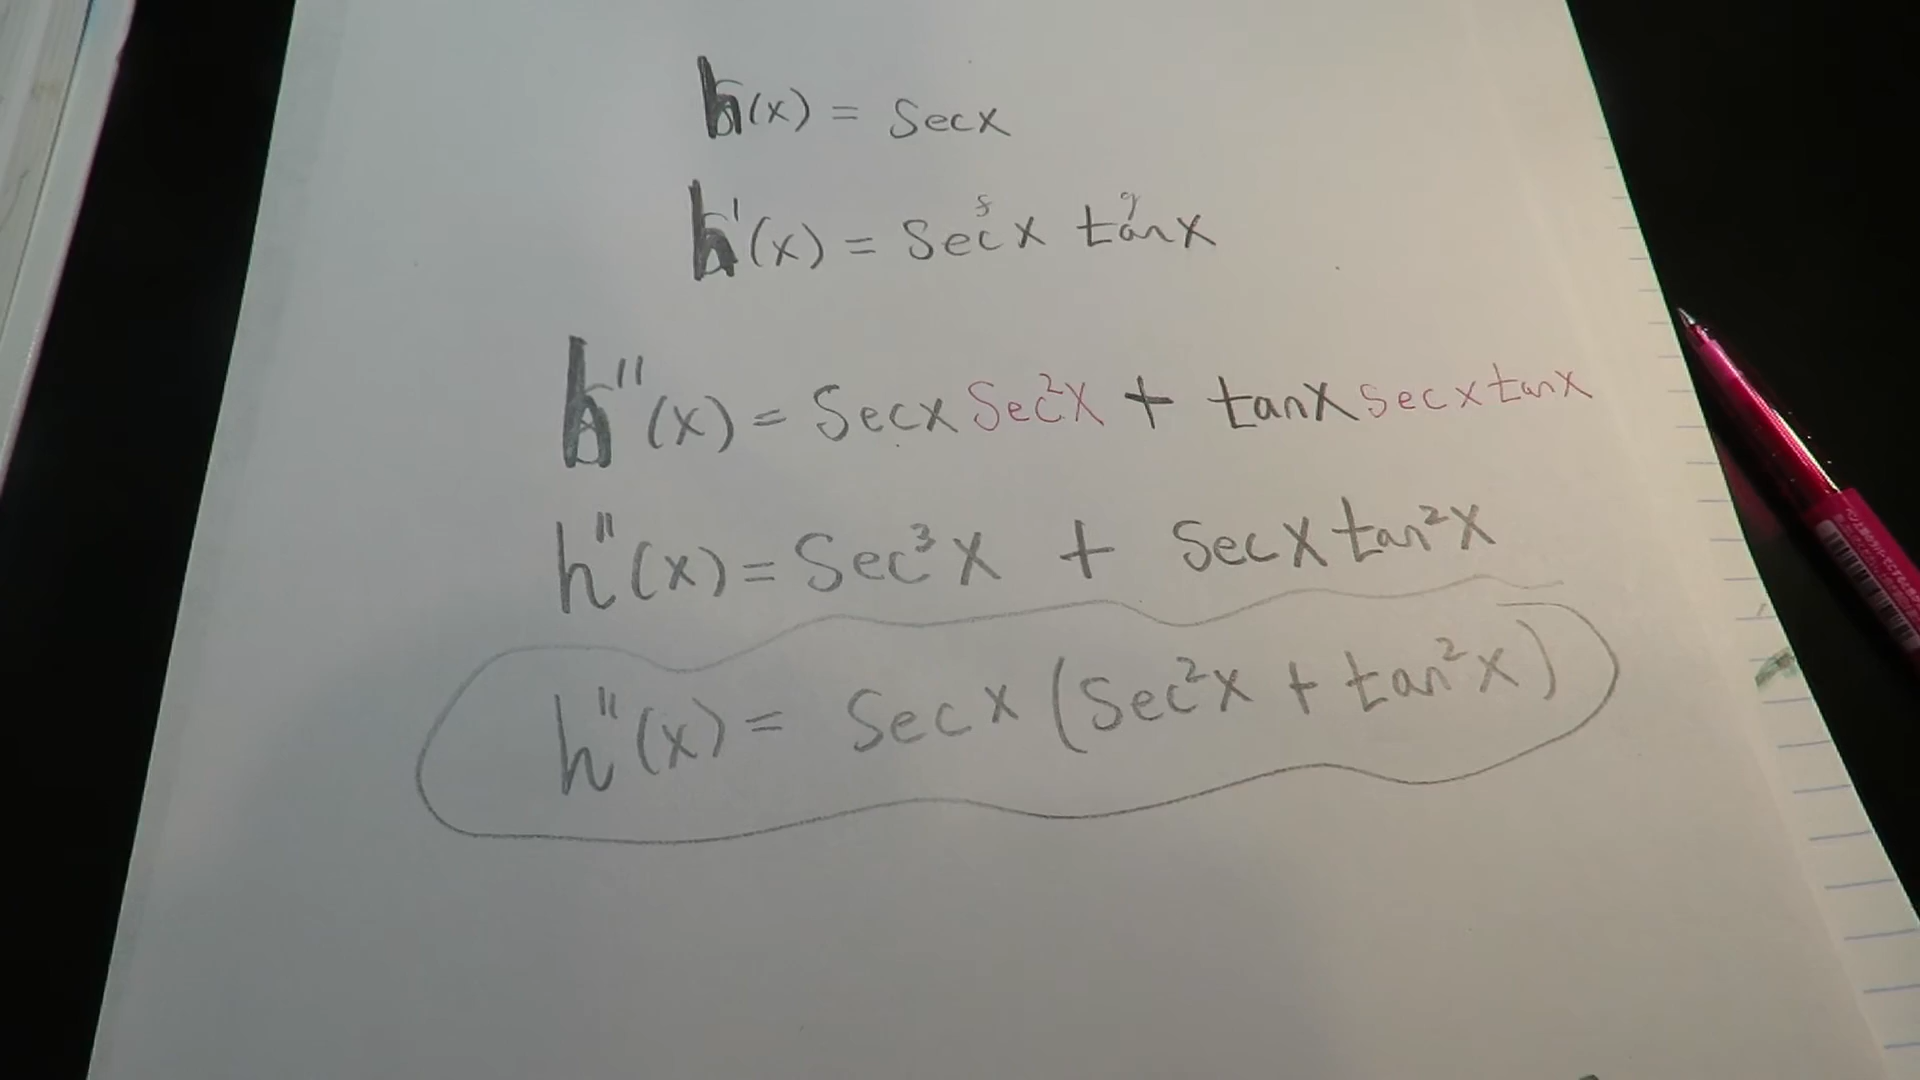 h(x) = Secx
f g
h'(x) = Secx tanx
h''(x) = Secx Sec²x + tanx secx tanx
h''(x) = Sec³x + Secx tan²x
h''(x) = Secx (Sec²x + tan²x)